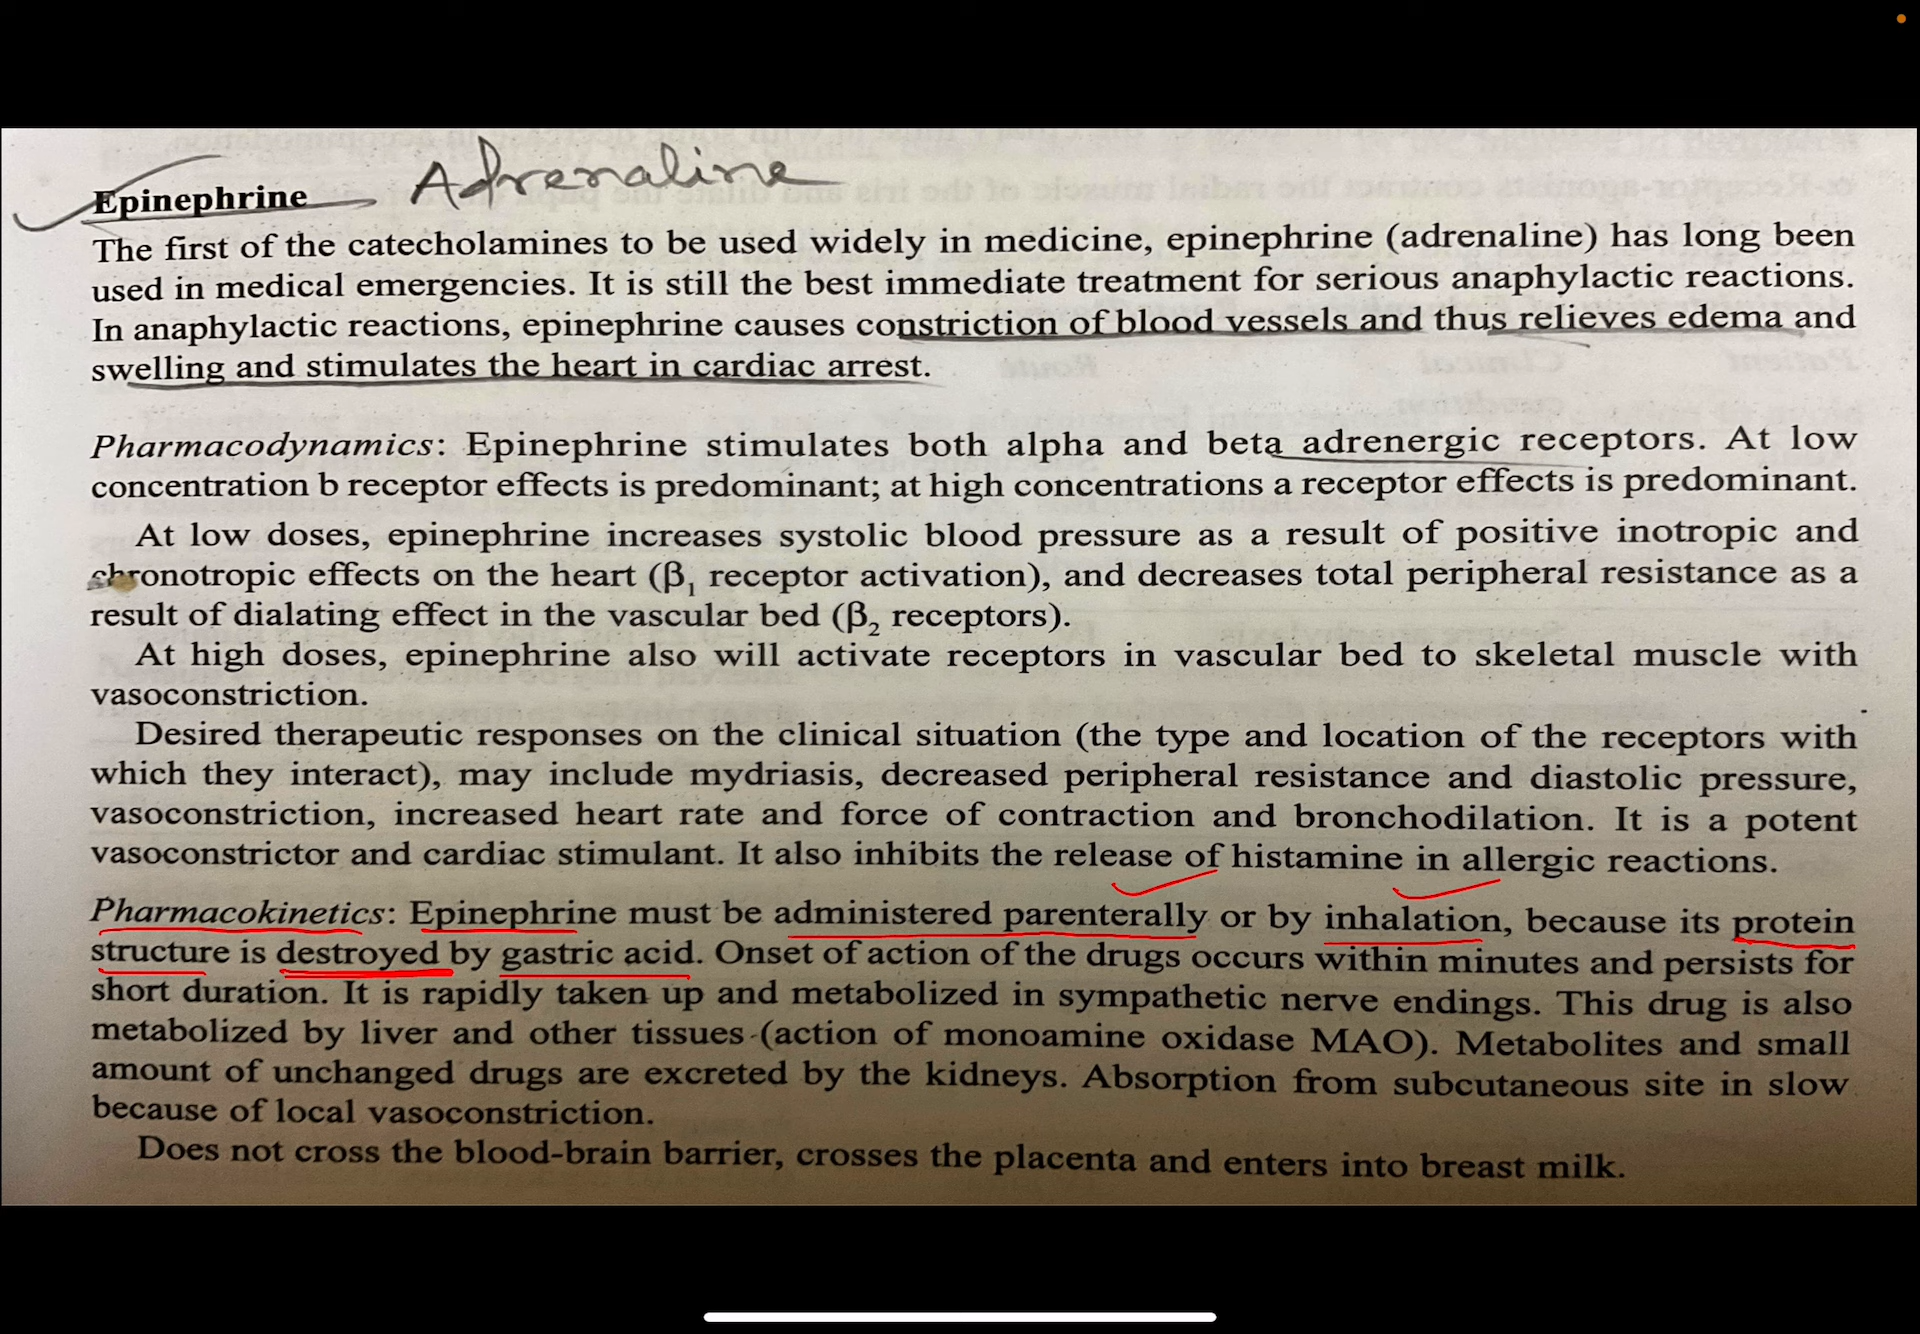 Epinephrine Adrenaline
The first of the catecholamines to be used widely in medicine, epinephrine (adrenaline) has long been
used in medical emergencies. It is still the best immediate treatment for serious anaphylactic reactions.
In anaphylactic reactions, epinephrine causes constriction of blood vessels and thus relieves edema and
swelling and stimulates the heart in cardiac arrest.
Pharmacodynamics: Epinephrine stimulates both alpha and beta adrenergic receptors. At low
concentration b receptor effects is predominant; at high concentrations a receptor effects is predominant.
At low doses, epinephrine increases systolic blood pressure as a result of positive inotropic and
chronotropic effects on the heart (β₁ receptor activation), and decreases total peripheral resistance as a
result of dialating effect in the vascular bed (β₂ receptors).
At high doses, epinephrine also will activate receptors in vascular bed to skeletal muscle with
vasoconstriction.
Desired therapeutic responses on the clinical situation (the type and location of the receptors with
which they interact), may include mydriasis, decreased peripheral resistance and diastolic pressure,
vasoconstriction, increased heart rate and force of contraction and bronchodilation. It is a potent
vasoconstrictor and cardiac stimulant. It also inhibits the release of histamine in allergic reactions.
Pharmacokinetics: Epinephrine must be administered parenterally or by inhalation, because its protein
structure is destroyed by gastric acid. Onset of action of the drugs occurs within minutes and persists for
short duration. It is rapidly taken up and metabolized in sympathetic nerve endings. This drug is also
metabolized by liver and other tissues (action of monoamine oxidase MAO). Metabolites and small
amount of unchanged drugs are excreted by the kidneys. Absorption from subcutaneous site in slow
because of local vasoconstriction.
Does not cross the blood-brain barrier, crosses the placenta and enters into breast milk.